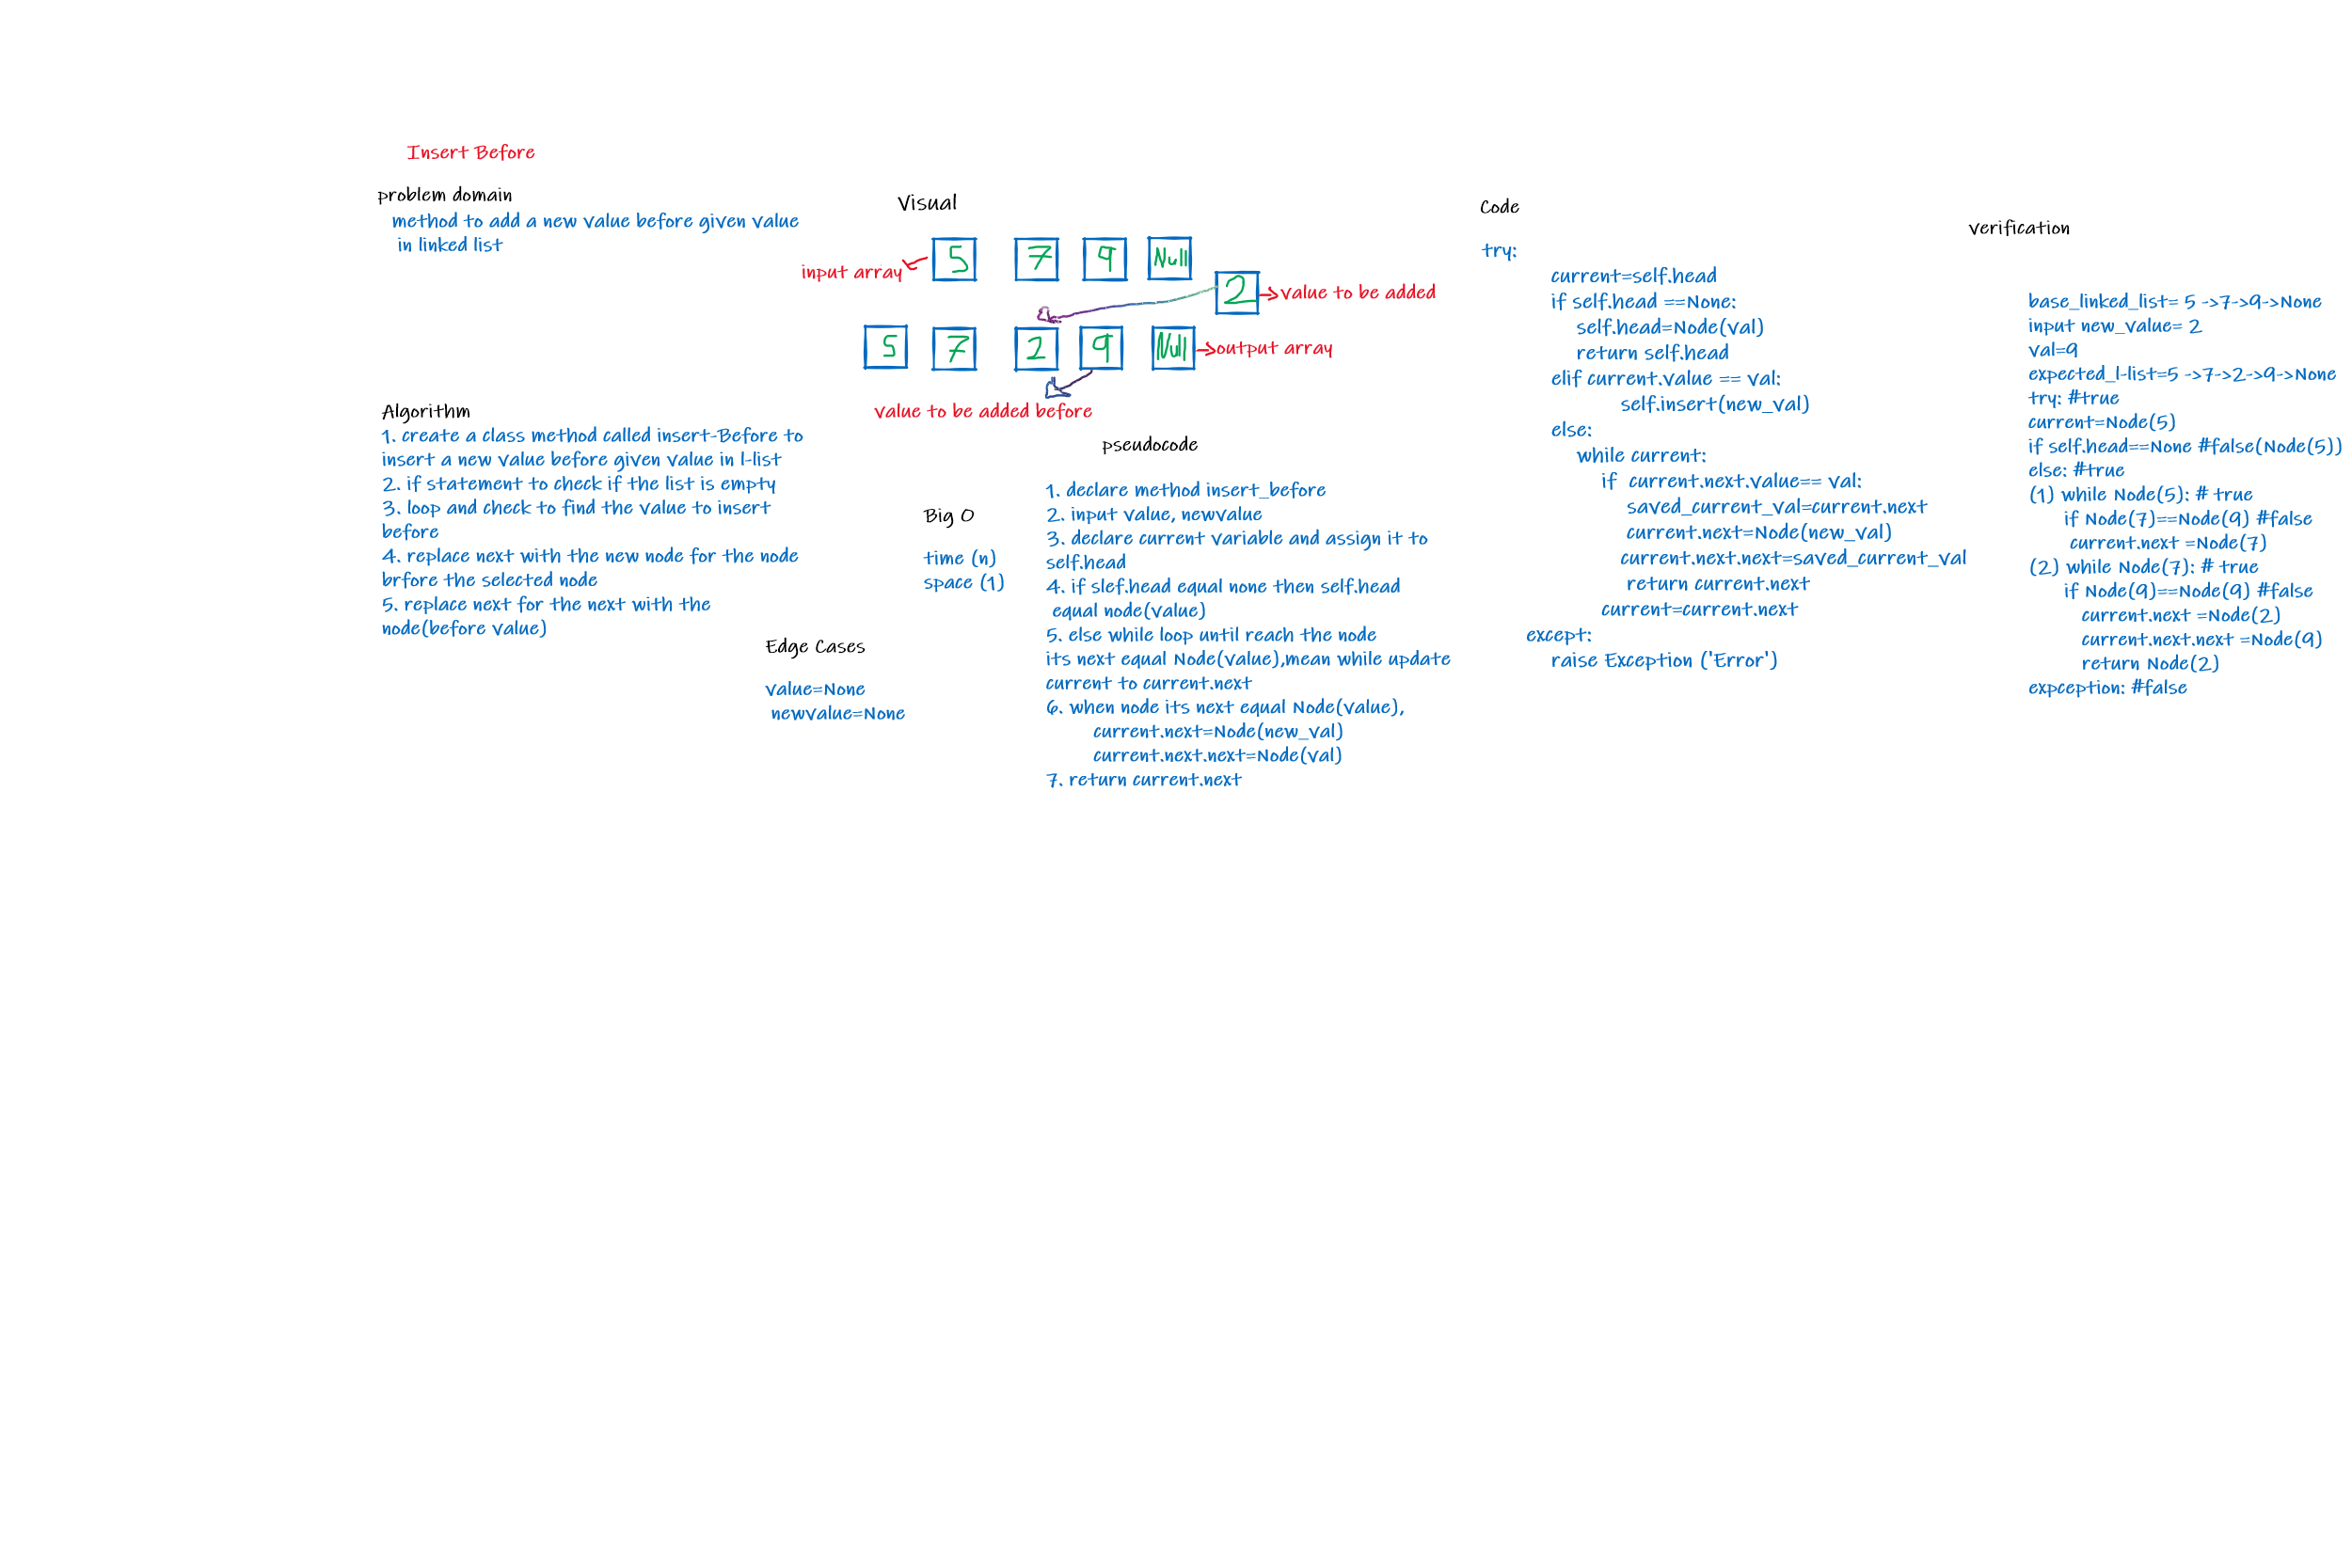 Insert Before
problem domain
method to add a new value before given value
in linked list
Visual
5 7 9 Null
input array
2
value to be added
5 7 2 9 Null
output array
value to be added before
Algorithm
1. create a class method called insert-Before to
insert a new value before given value in l-list
2. if statement to check if the list is empty
3. loop and check to find the value to insert
before
4. replace next with the new node for the node
brfore the selected node
5. replace next for the next with the
node(before value)
Big O
time (n)
space (1)
Edge Cases
value=None
newvalue=None
pseudocode
1. declare method insert_before
2. input value, newvalue
3. declare current variable and assign it to
self.head
4. if slef.head equal none then self.head
equal node(value)
5. else while loop until reach the node
its next equal Node(value),mean while update
current to current.next
6. when node its next equal Node(value),
current.next=Node(new_val)
current.next.next=Node(val)
7. return current.next
Code
try:
current=self.head
if self.head ==None:
self.head=Node(val)
return self.head
elif current.value == val:
self.insert(new_val)
else:
while current:
if current.next.value== val:
saved_current_val=current.next
current.next=Node(new_val)
current.next.next=saved_current_val
return current.next
current=current.next
except:
raise Exception ('Error')
verification
base_linked_list= 5 ->7->9->None
input new_value= 2
val=9
expected_l-list=5 ->7->2->9->None
try: #true
current=Node(5)
if self.head==None #false(Node(5))
else: #true
(1) while Node(5): # true
if Node(7)==Node(9) #false
current.next =Node(7)
(2) while Node(7): # true
if Node(9)==Node(9) #false
current.next =Node(2)
current.next.next =Node(9)
return Node(2)
expception: #false